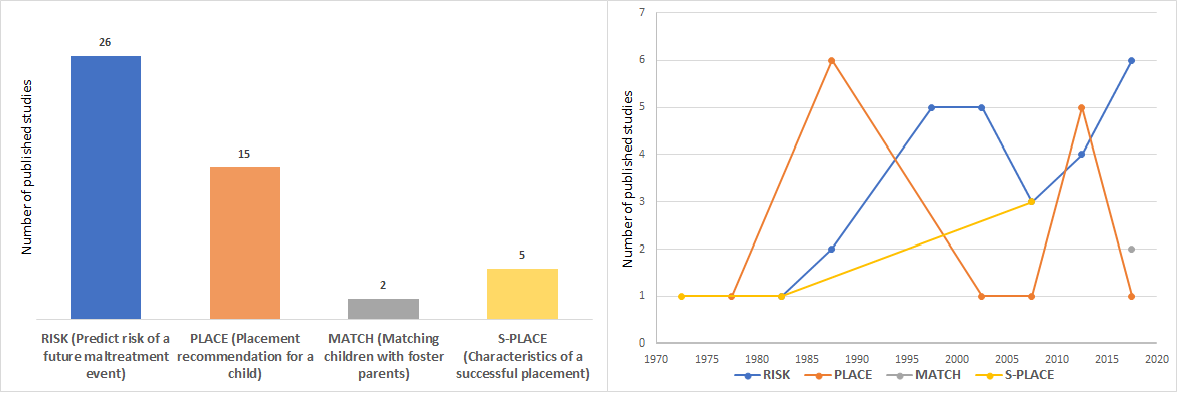 26
15
2
5
Number of published studies
RISK (Predict risk of a
future maltreatment
event)
PLACE (Placement
recommendation for a
child)
MATCH (Matching
children with foster
parents)
S-PLACE
(Characteristics of a
successful placement)
7
6
5
4
3
2
1
0
Number of published studies
1970 1975 1980 1985 1990 1995 2000 2005 2010 2015 2020
RISK PLACE MATCH S-PLACE